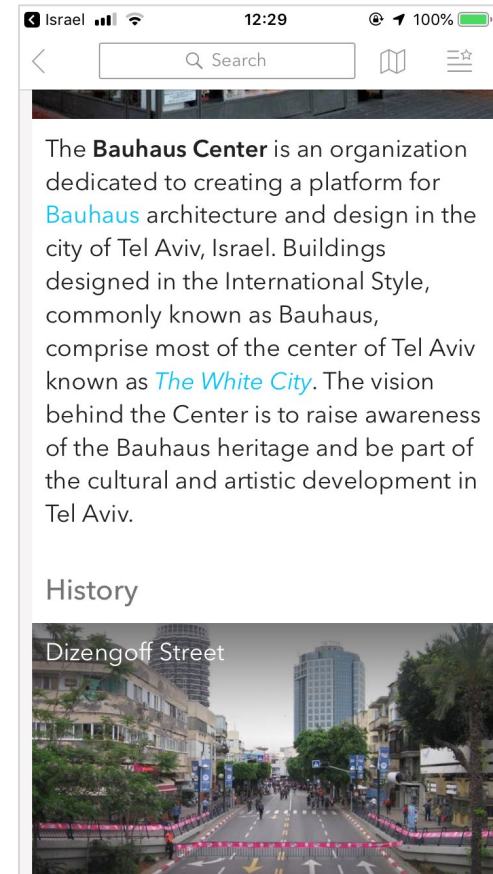 Israel
12:29
100%
Search
The Bauhaus Center is an organization
dedicated to creating a platform for
Bauhaus architecture and design in the
city of Tel Aviv, Israel. Buildings
designed in the International Style,
commonly known as Bauhaus,
comprise most of the center of Tel Aviv
known as The White City. The vision
behind the Center is to raise awareness
of the Bauhaus heritage and be part of
the cultural and artistic development in
Tel Aviv.
History
Dizengoff Street